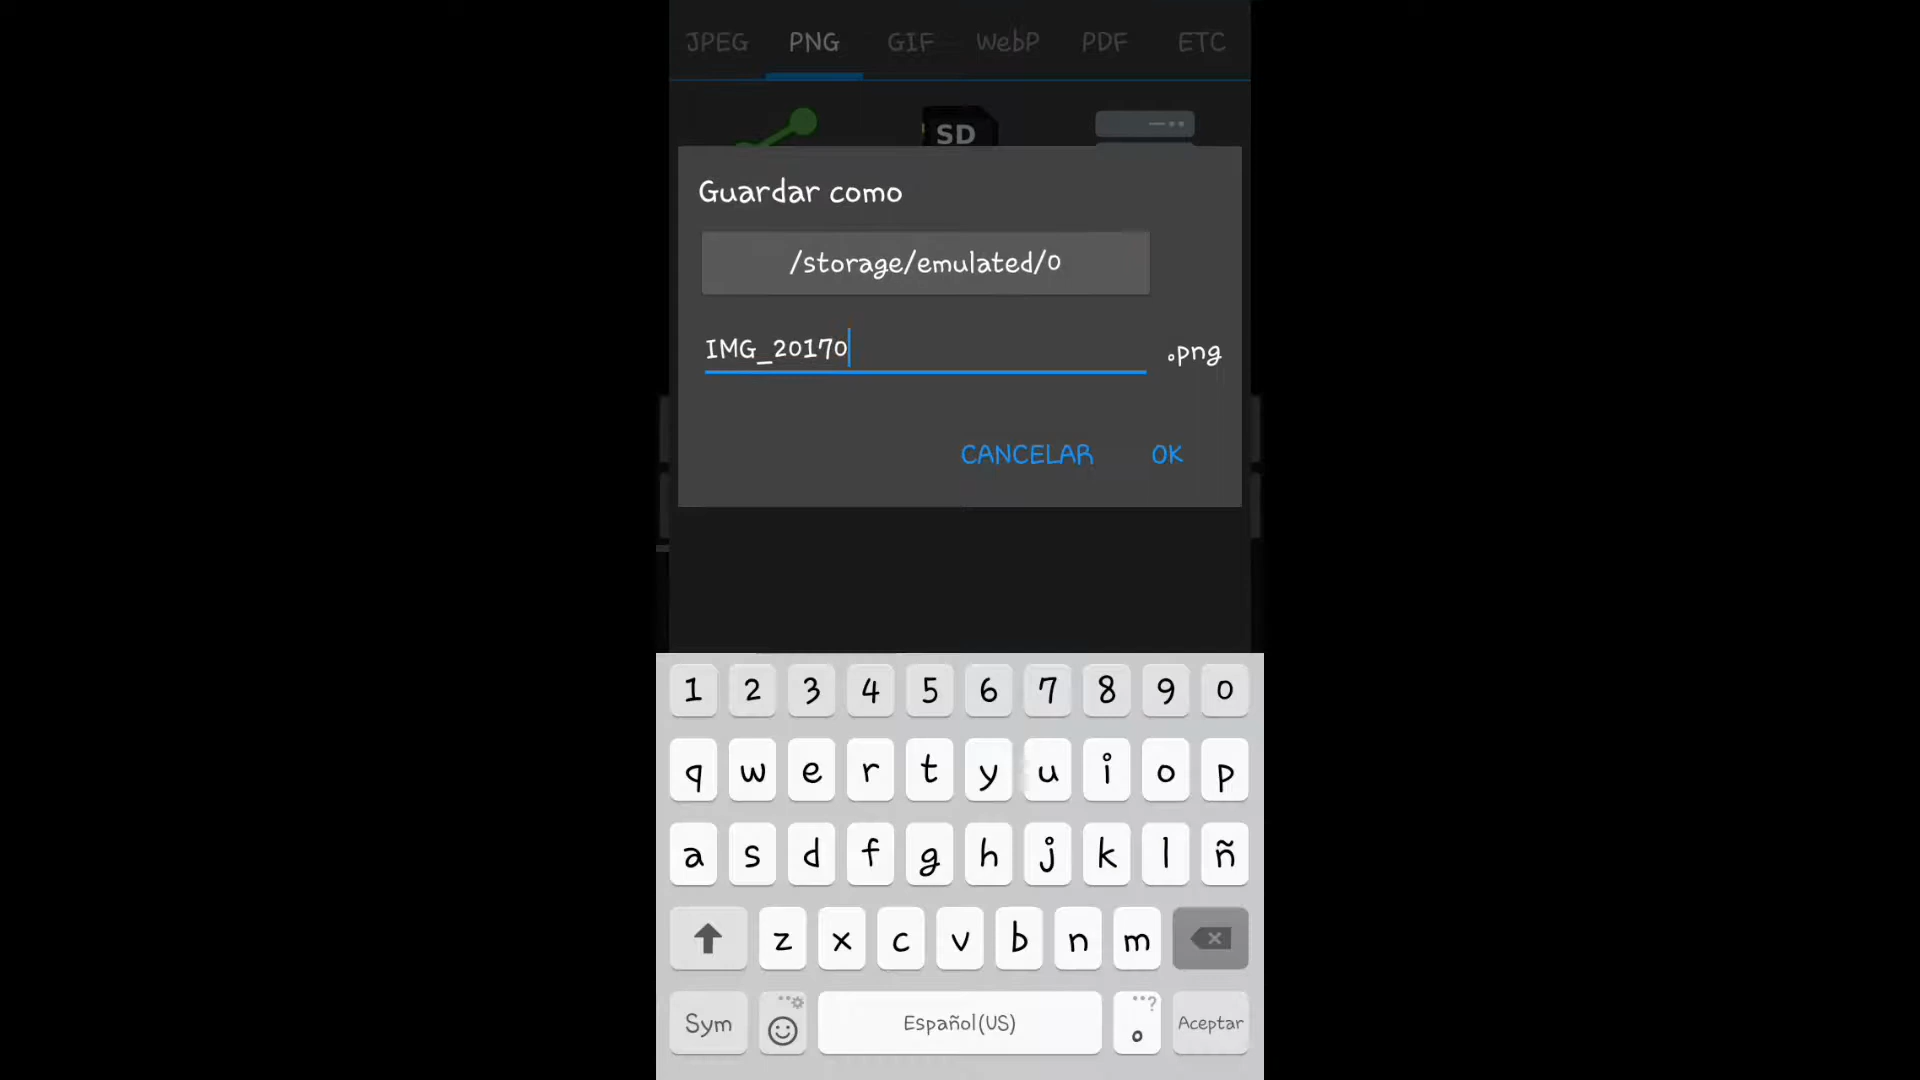 JPEG PNG GIF WebP PDF ETC
SD
Guardar como
/storage/emulated/0
IMG_20170
.png
CANCELAR OK
1 2 3 4 5 6 7 8 9 0
q w e r t y u i o p
a s d f g h j k l ñ
z x c v b n m
Sym Español(US) ? . Aceptar